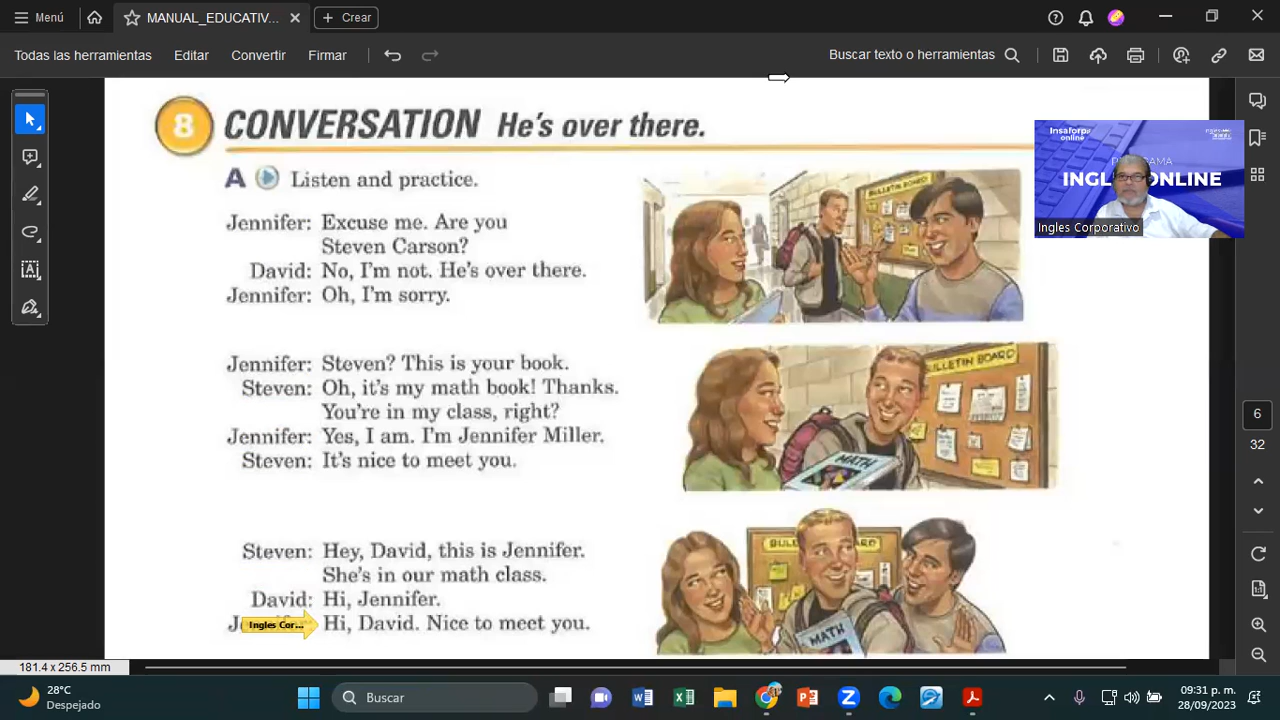 Menú
MANUAL_EDUCATIV...
Crear
Todas las herramientas
Editar
Convertir
Firmar
Buscar texto o herramientas
8 CONVERSATION He's over there.
A Listen and practice.
Jennifer: Excuse me. Are you
Steven Carson?
David: No, I'm not. He's over there.
Jennifer: Oh, I'm sorry.
BULLETIN BOARD
Jennifer: Steven? This is your book.
Steven: Oh, it's my math book! Thanks.
You're in my class, right?
Jennifer: Yes, I am. I'm Jennifer Miller.
Steven: It's nice to meet you.
BULLETIN BOARD
MATH
Steven: Hey, David, this is Jennifer.
She's in our math class.
David: Hi, Jennifer.
Ingles Cor...
Hi, David. Nice to meet you.
MATH
Insaforp
online
INGL ONLINE
Ingles Corporativo
6
32
181.4 x 256.5 mm
28°C
Despejado
Buscar
09:31 p. m.
28/09/2023